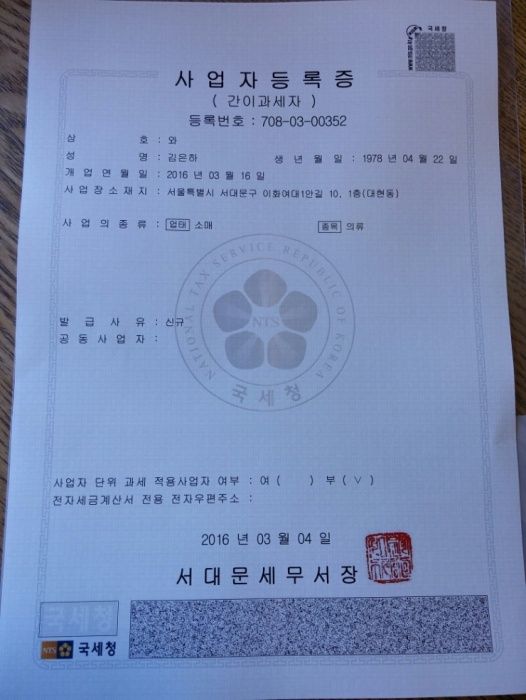 국세청
사업자등록증
( 간이과세자 )
등록번호 : 708-03-00352
상 호 : 와
성 명 : 김은하 생 년 월 일 : 1978 년 04 월 22 일
개 업 연 월 일 : 2016 년 03 월 16 일
사 업 장 소 재 지 : 서울특별시 서대문구 이화여대1안길 10, 1층(대현동)
사 업 의 종 류 : 업태 소매 종목 의류
NATIONAL TAX SERVICE REPUBLIC OF KOREA
NTS
국세청
발 급 사 유 : 신규
공 동 사 업 자 :
사업자 단위 과세 적용사업자 여부 : 여 ( ) 부 ( ∨ )
전자세금계산서 전용 전자우편주소 :
2016 년 03 월 04 일
서대문세무서장
국세청
NTS 국세청